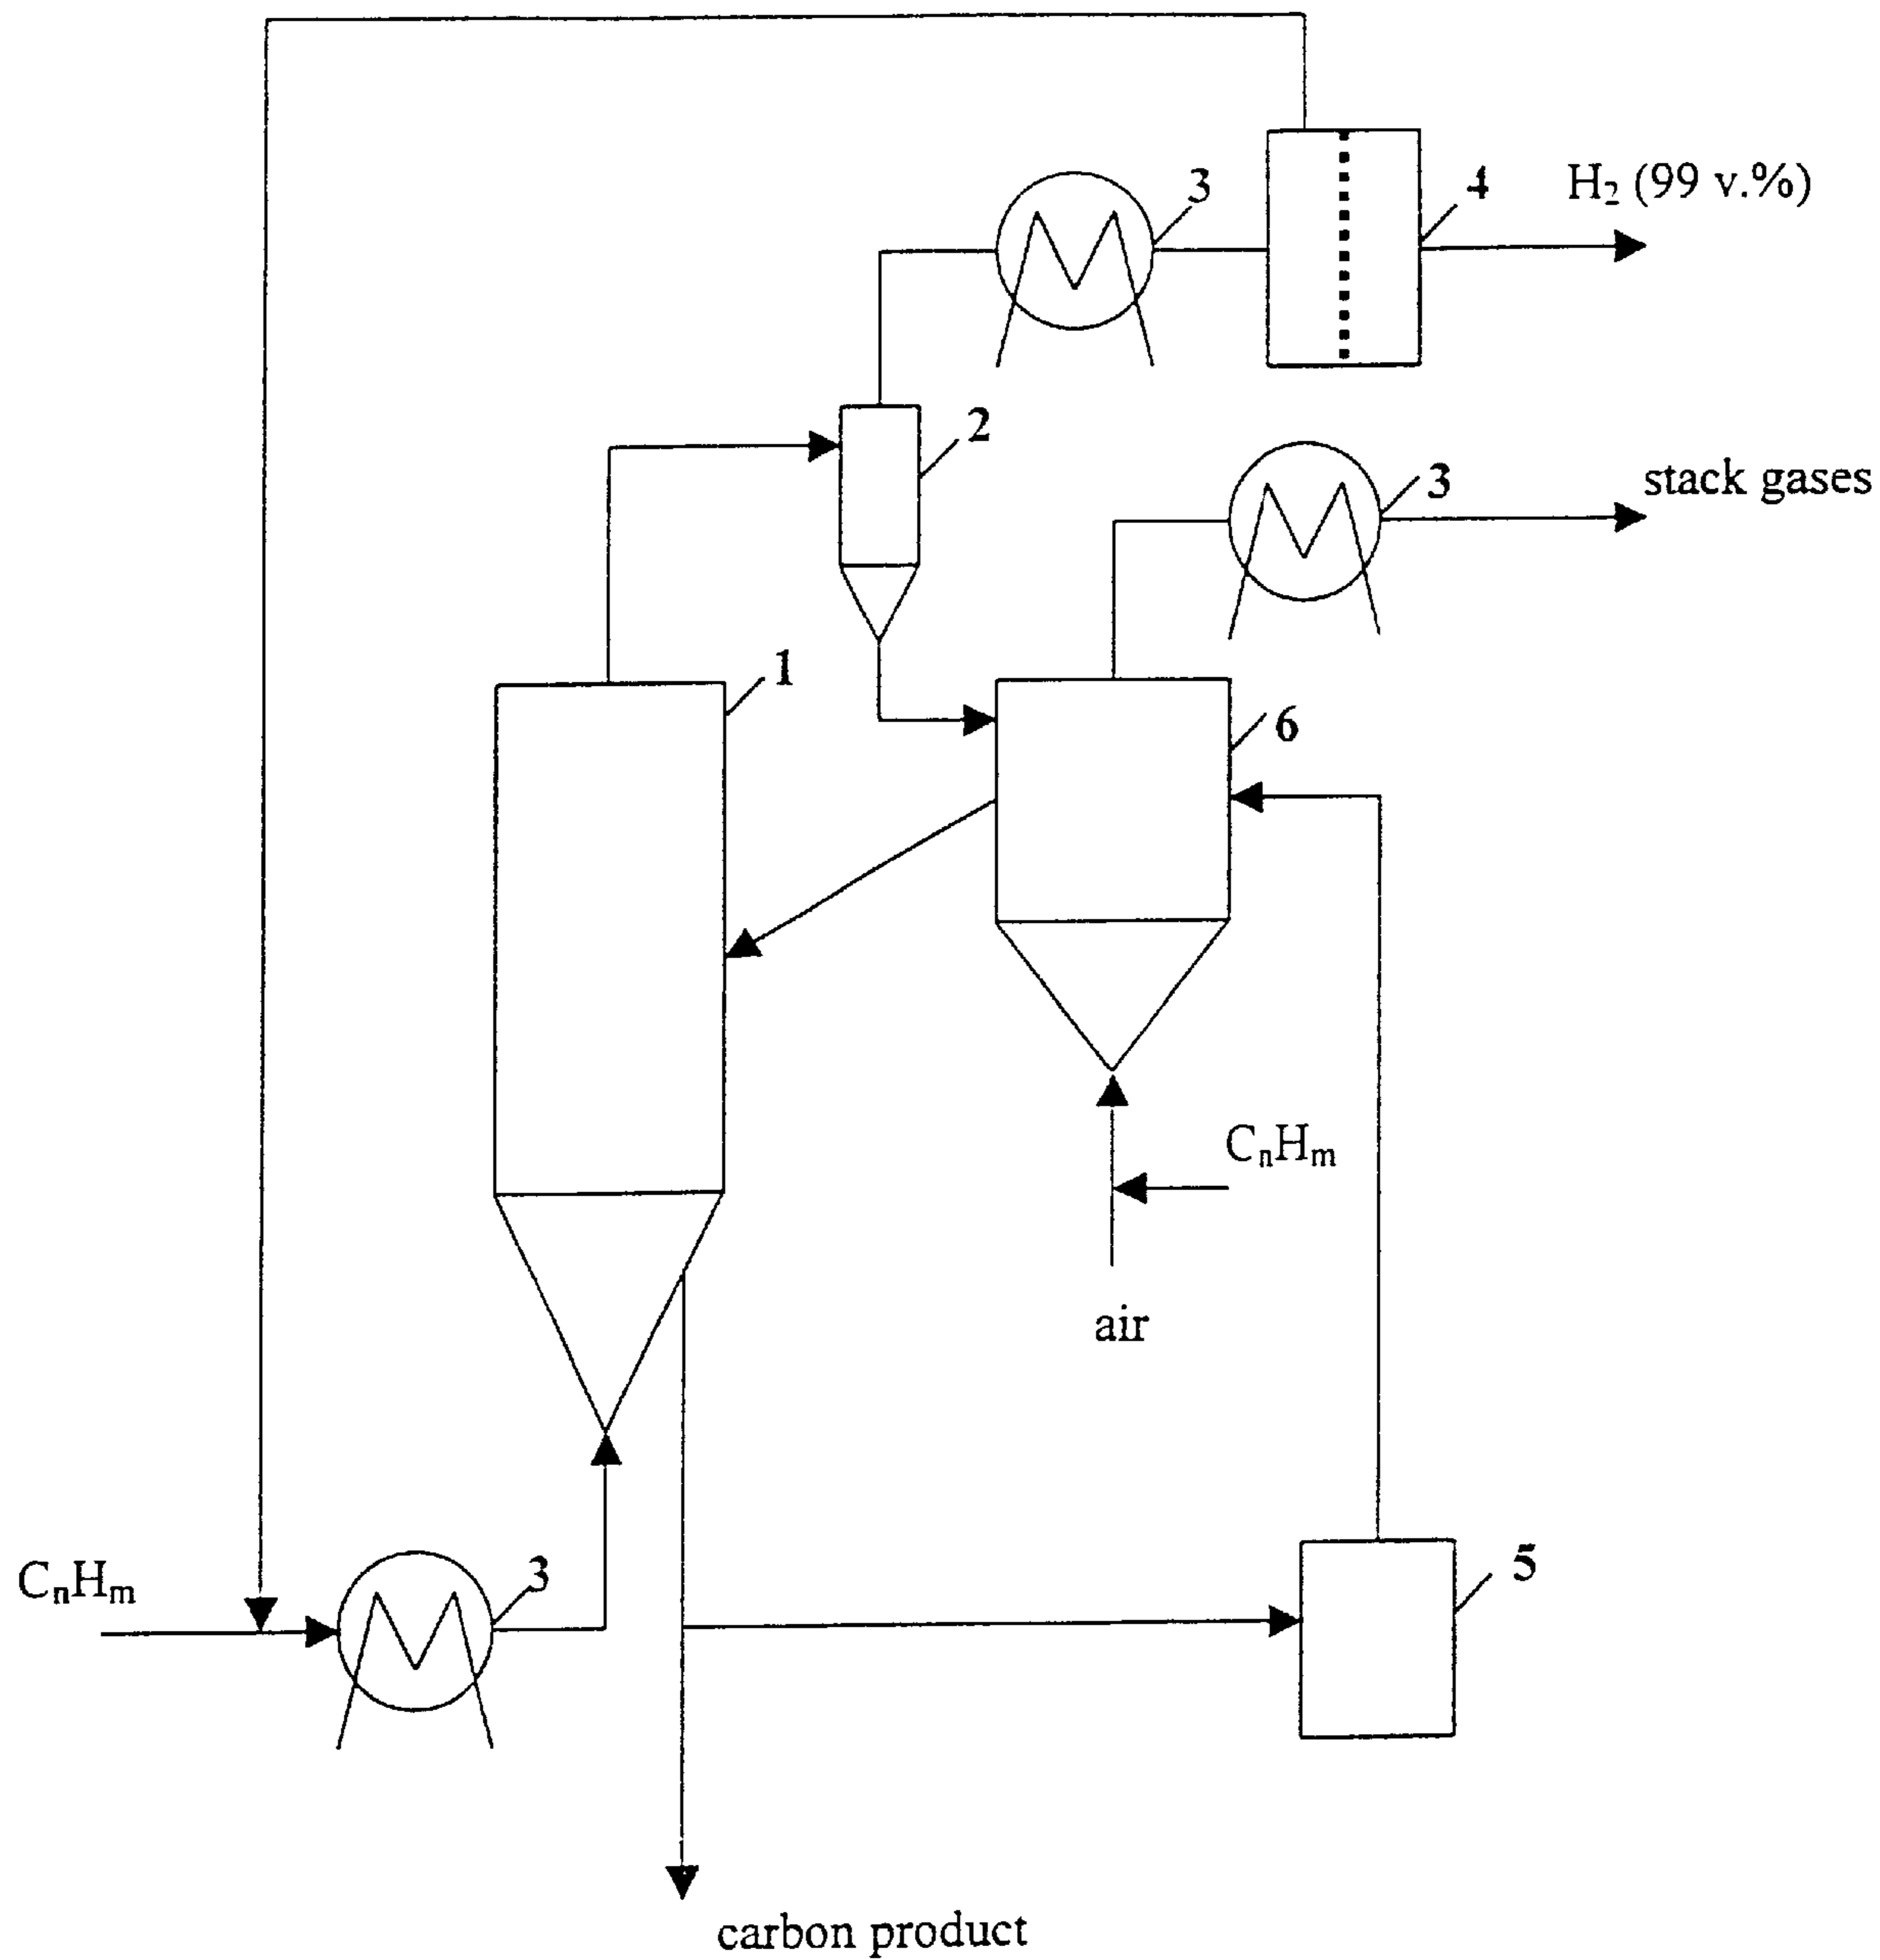 3
4
H₂ (99 v.%)
2
3
stack gases
1
6
CₙHₘ
air
CₙHₘ
3
5
carbon product